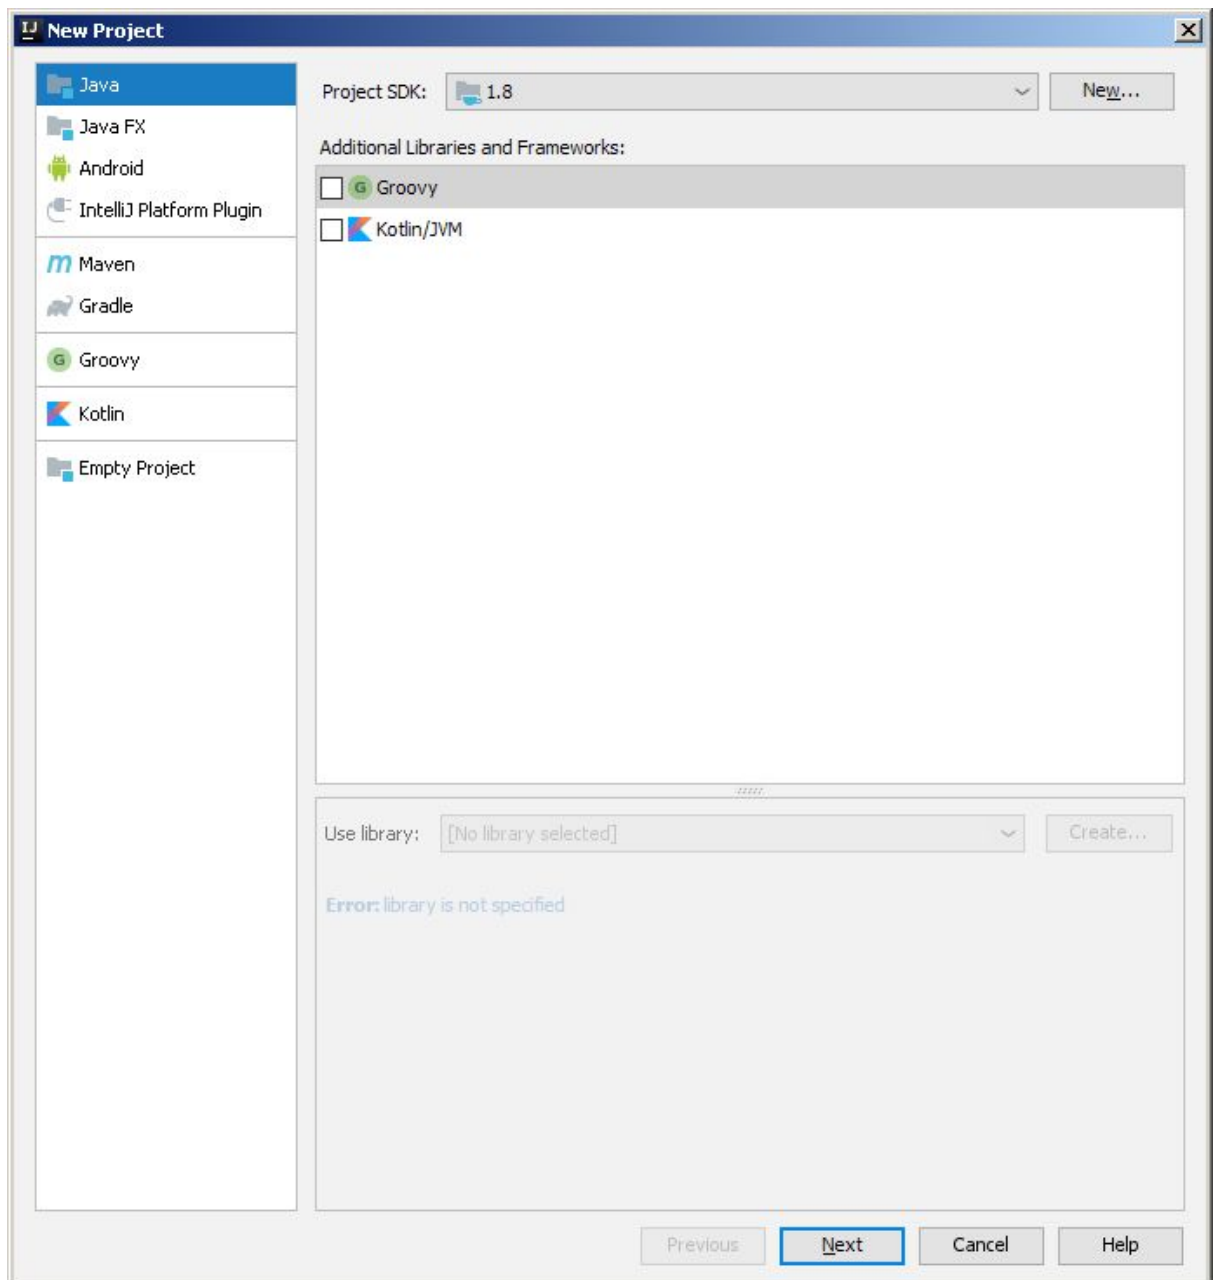 New Project
Java
Java FX
Android
IntelliJ Platform Plugin
Maven
Gradle
Groovy
Kotlin
Empty Project
Project SDK: 1.8 New...
Additional Libraries and Frameworks:
Groovy
Kotlin/JVM
Use library: [No library selected] Create...
Error: library is not specified
Previous Next Cancel Help